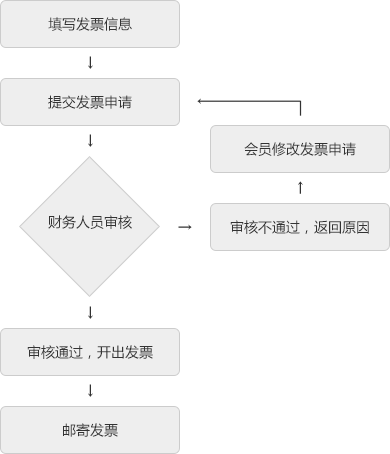 填写发票信息
提交发票申请
会员修改发票申请
财务人员审核
审核不通过，返回原因
审核通过，开出发票
邮寄发票